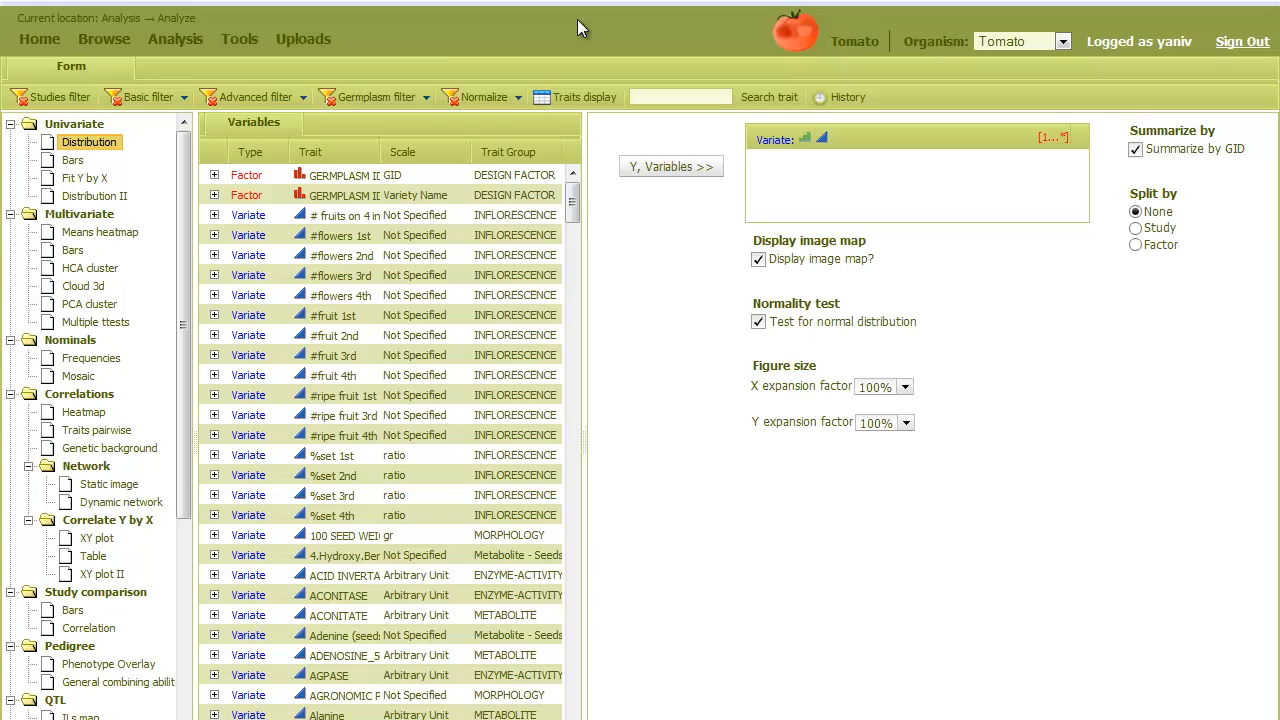 Current location: Analysis → Analyze
Home Browse Analysis Tools Uploads
Tomato Organism: Tomato Logged as yaniv Sign Out
Form
Studies filter Basic filter Advanced filter Germplasm filter Normalize Traits display Search trait History
Univariate
Distribution
Bars
Fit Y by X
Distribution II
Multivariate
Means heatmap
Bars
HCA cluster
Cloud 3d
PCA cluster
Multiple ttests
Nominals
Frequencies
Mosaic
Correlations
Heatmap
Traits pairwise
Genetic background
Network
Static image
Dynamic network
Correlate Y by X
XY plot
Table
XY plot II
Study comparison
Bars
Correlation
Pedigree
Phenotype Overlay
General combining abilit
QTL
ILs map
Variables
Type Trait Scale Trait Group
Factor GERMPLASM ID GID DESIGN FACTOR
Factor GERMPLASM ID Variety Name DESIGN FACTOR
Variate # fruits on 4 in Not Specified INFLORESCENCE
Variate #flowers 1st Not Specified INFLORESCENCE
Variate #flowers 2nd Not Specified INFLORESCENCE
Variate #flowers 3rd Not Specified INFLORESCENCE
Variate #flowers 4th Not Specified INFLORESCENCE
Variate #fruit 1st Not Specified INFLORESCENCE
Variate #fruit 2nd Not Specified INFLORESCENCE
Variate #fruit 3rd Not Specified INFLORESCENCE
Variate #fruit 4th Not Specified INFLORESCENCE
Variate #ripe fruit 1st Not Specified INFLORESCENCE
Variate #ripe fruit 3rd Not Specified INFLORESCENCE
Variate #ripe fruit 4th Not Specified INFLORESCENCE
Variate %set 1st ratio INFLORESCENCE
Variate %set 2nd ratio INFLORESCENCE
Variate %set 3rd ratio INFLORESCENCE
Variate %set 4th ratio INFLORESCENCE
Variate 100 SEED WEI gr MORPHOLOGY
Variate 4.Hydroxy.Ber Not Specified Metabolite - Seeds
Variate ACID INVERTA Arbitrary Unit ENZYME-ACTIVITY
Variate ACONITASE Arbitrary Unit ENZYME-ACTIVITY
Variate ACONITATE Arbitrary Unit METABOLITE
Variate Adenine (seeds Not Specified Metabolite - Seeds
Variate ADENOSINE_5 Arbitrary Unit METABOLITE
Variate AGPASE Arbitrary Unit ENZYME-ACTIVITY
Variate AGRONOMIC P Not Specified MORPHOLOGY
Variate Alanine Arbitrary Unit METABOLITE
Y, Variables >>
Variate: [1...*]
Display image map
Display image map?
Normality test
Test for normal distribution
Figure size
X expansion factor 100%
Y expansion factor 100%
Summarize by
Summarize by GID
Split by
None
Study
Factor